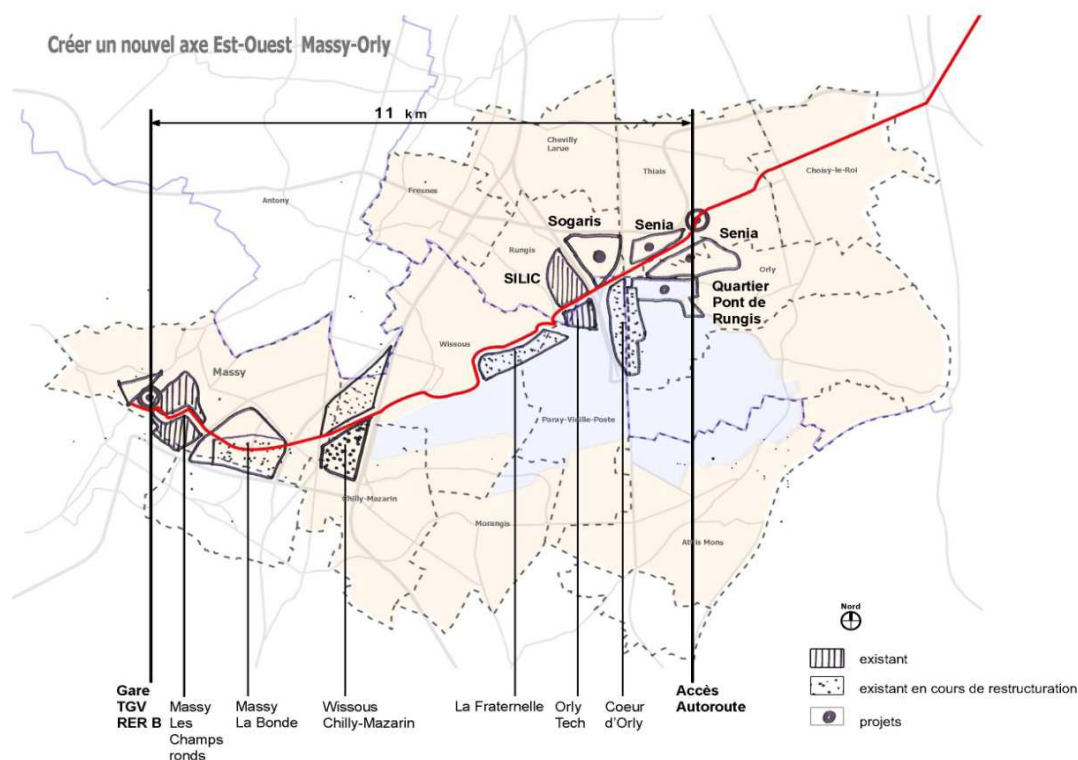 Créer un nouvel axe Est-Ouest Massy-Orly
11 km
Chevilly
Larue
Thiais
Choisy-le-Roi
Fresnes
Antony
Sogaris
Senia
Senia
Rungis
Orly
SILIC
Quartier
Pont de
Rungis
Wissous
Massy
Paray-Vieille-Poste
Chilly-Mazarin
Morangis
Athis Mons
Nord
existant
existant en cours de restructuration
projets
Gare
TGV
RER B
Massy
Les
Champs
ronds
Massy
La Bonde
Wissous
Chilly-Mazarin
La Fraternelle
Orly
Tech
Coeur
d'Orly
Accès
Autoroute